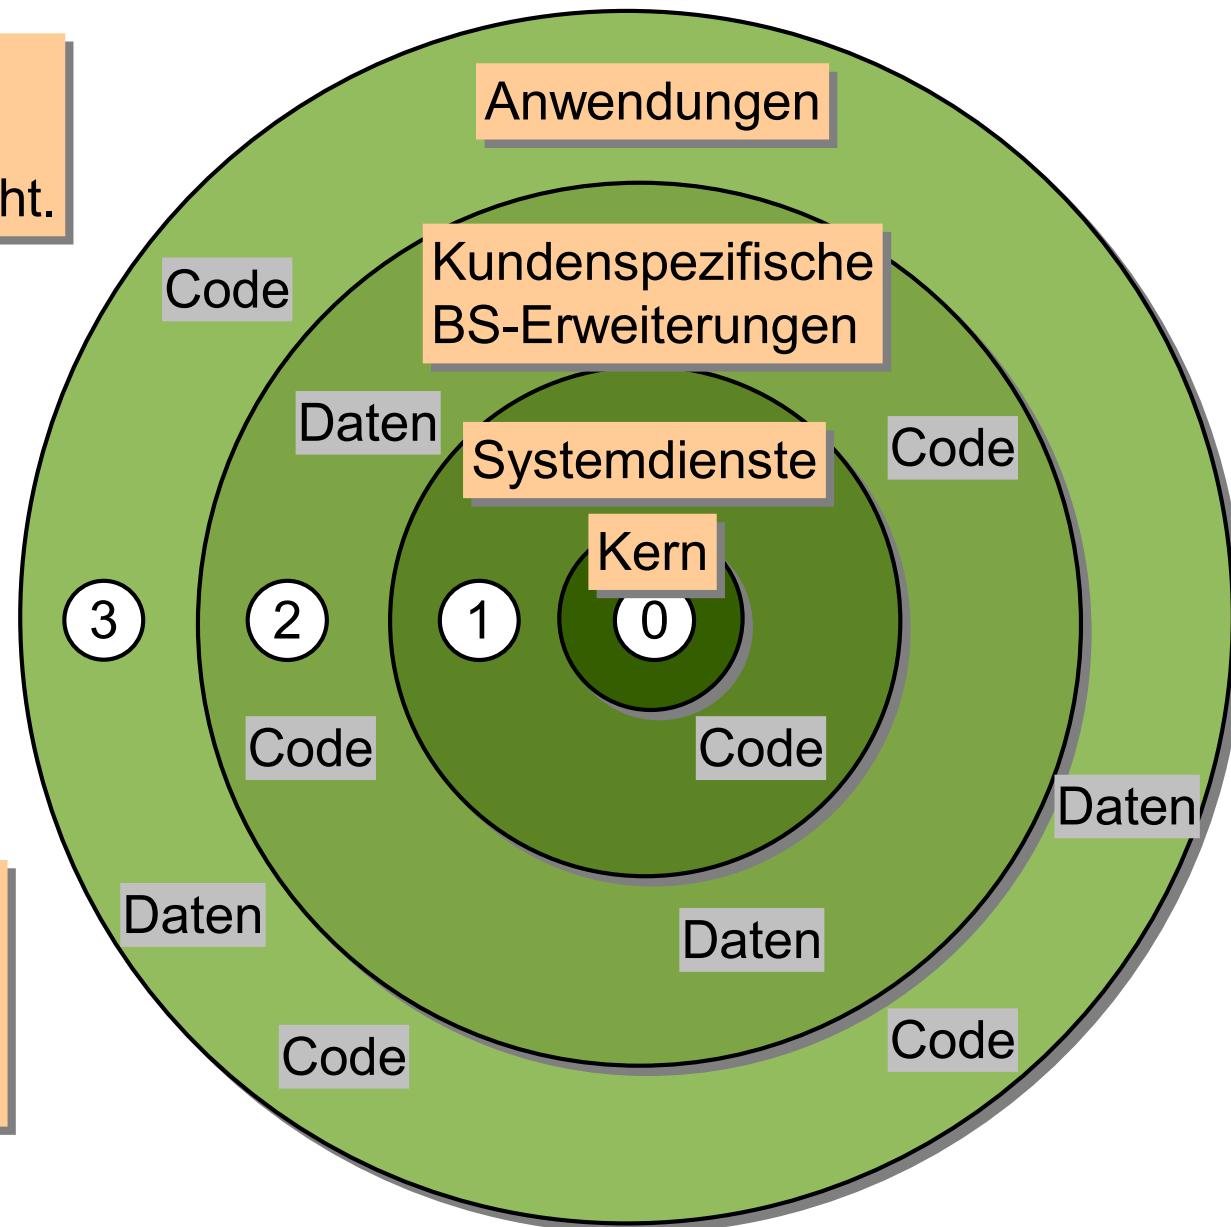 Anwendungen
ht.
Kundenspezifische
BS-Erweiterungen
Code
Daten
Code
Systemdienste
Kern
3
2
1
0
Code
Code
Daten
Daten
Daten
Code
Code